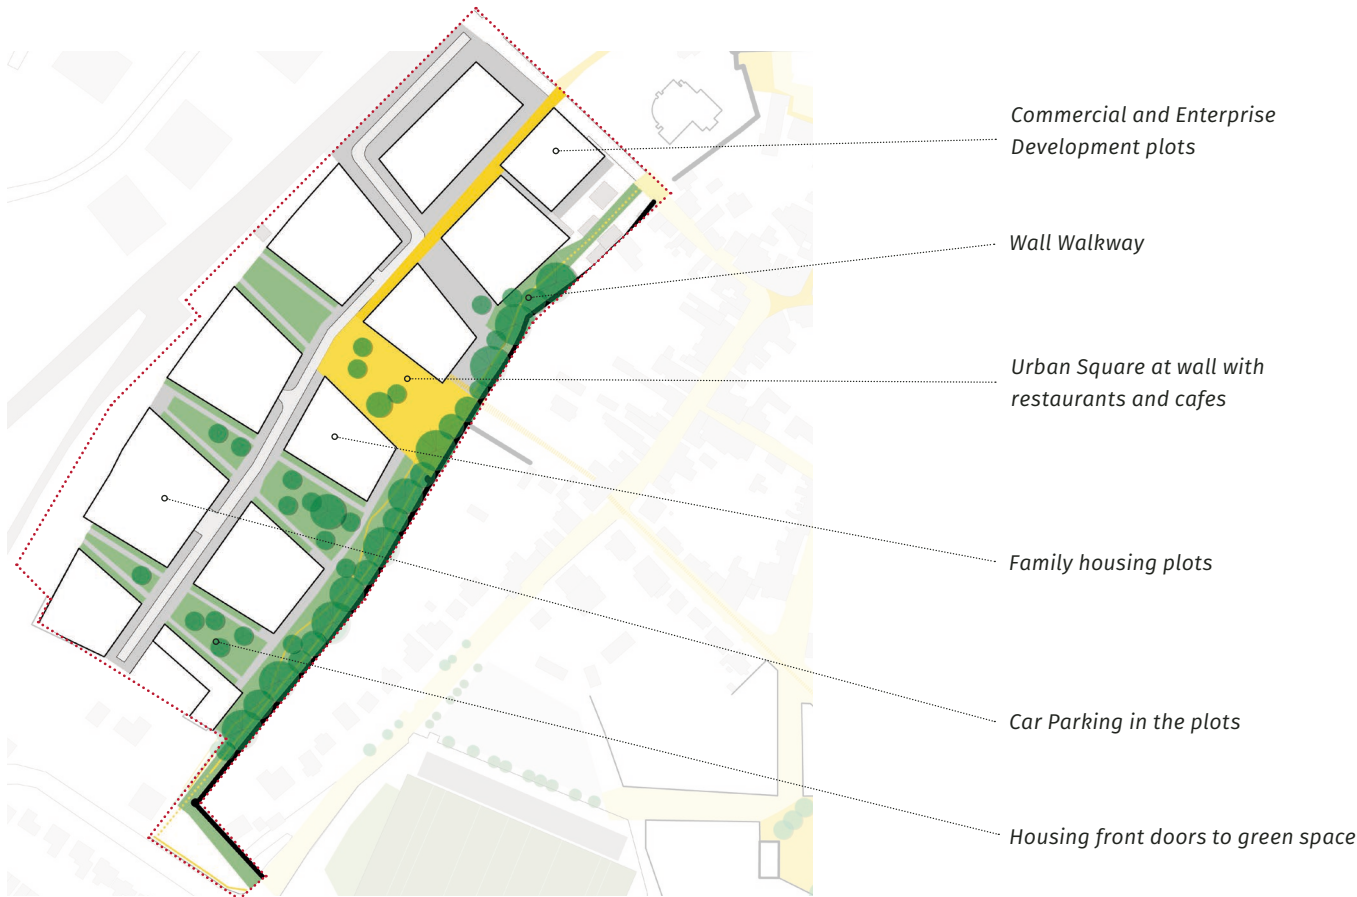 Commercial and Enterprise
Development plots
Wall Walkway
Urban Square at wall with
restaurants and cafes
Family housing plots
Car Parking in the plots
Housing front doors to green space